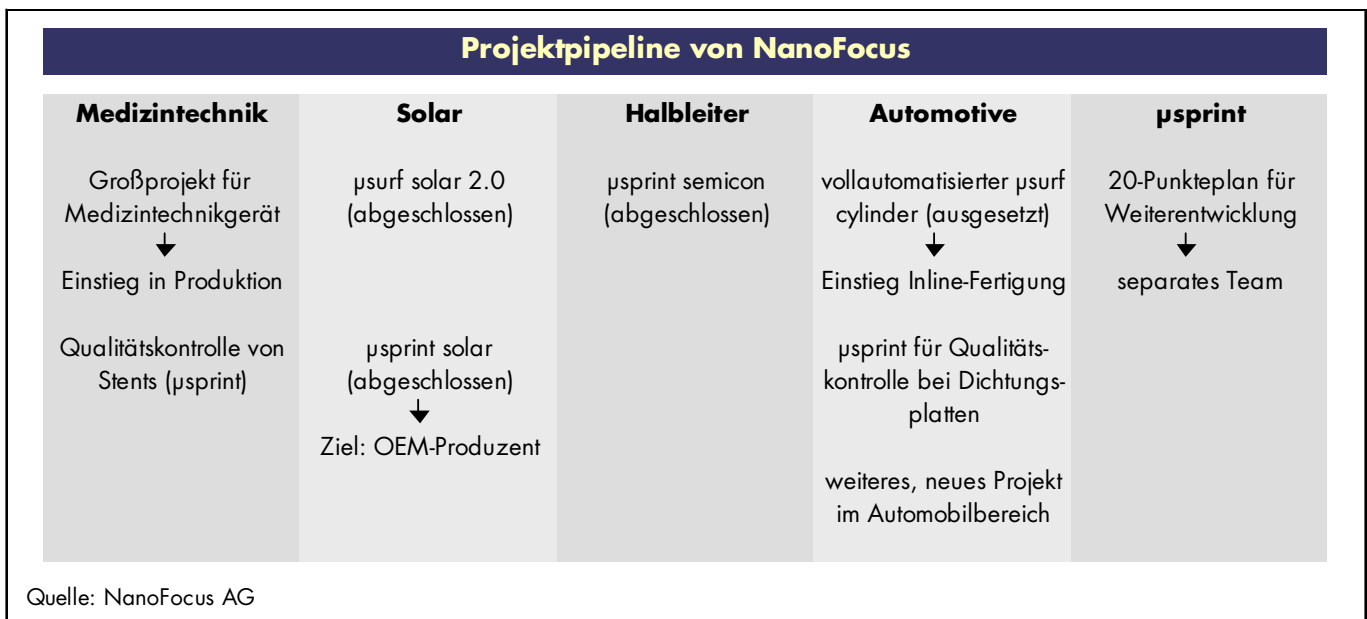 Projektpipeline von NanoFocus
Medizintechnik
Großprojekt für
Medizintechnikgerät
Einstieg in Produktion
Qualitätskontrolle von
Stents (µsprint)
Solar
µsurf solar 2.0
(abgeschlossen)
µsprint solar
(abgeschlossen)
Ziel: OEM-Produzent
Halbleiter
µsprint semicon
(abgeschlossen)
Automotive
vollautomatisierter µsurf
cylinder (ausgesetzt)
Einstieg Inline-Fertigung
µsprint für Qualitäts-
kontrolle bei Dichtungs-
platten
weiteres, neues Projekt
im Automobilbereich
µsprint
20-Punkteplan für
Weiterentwicklung
separates Team
Quelle: NanoFocus AG